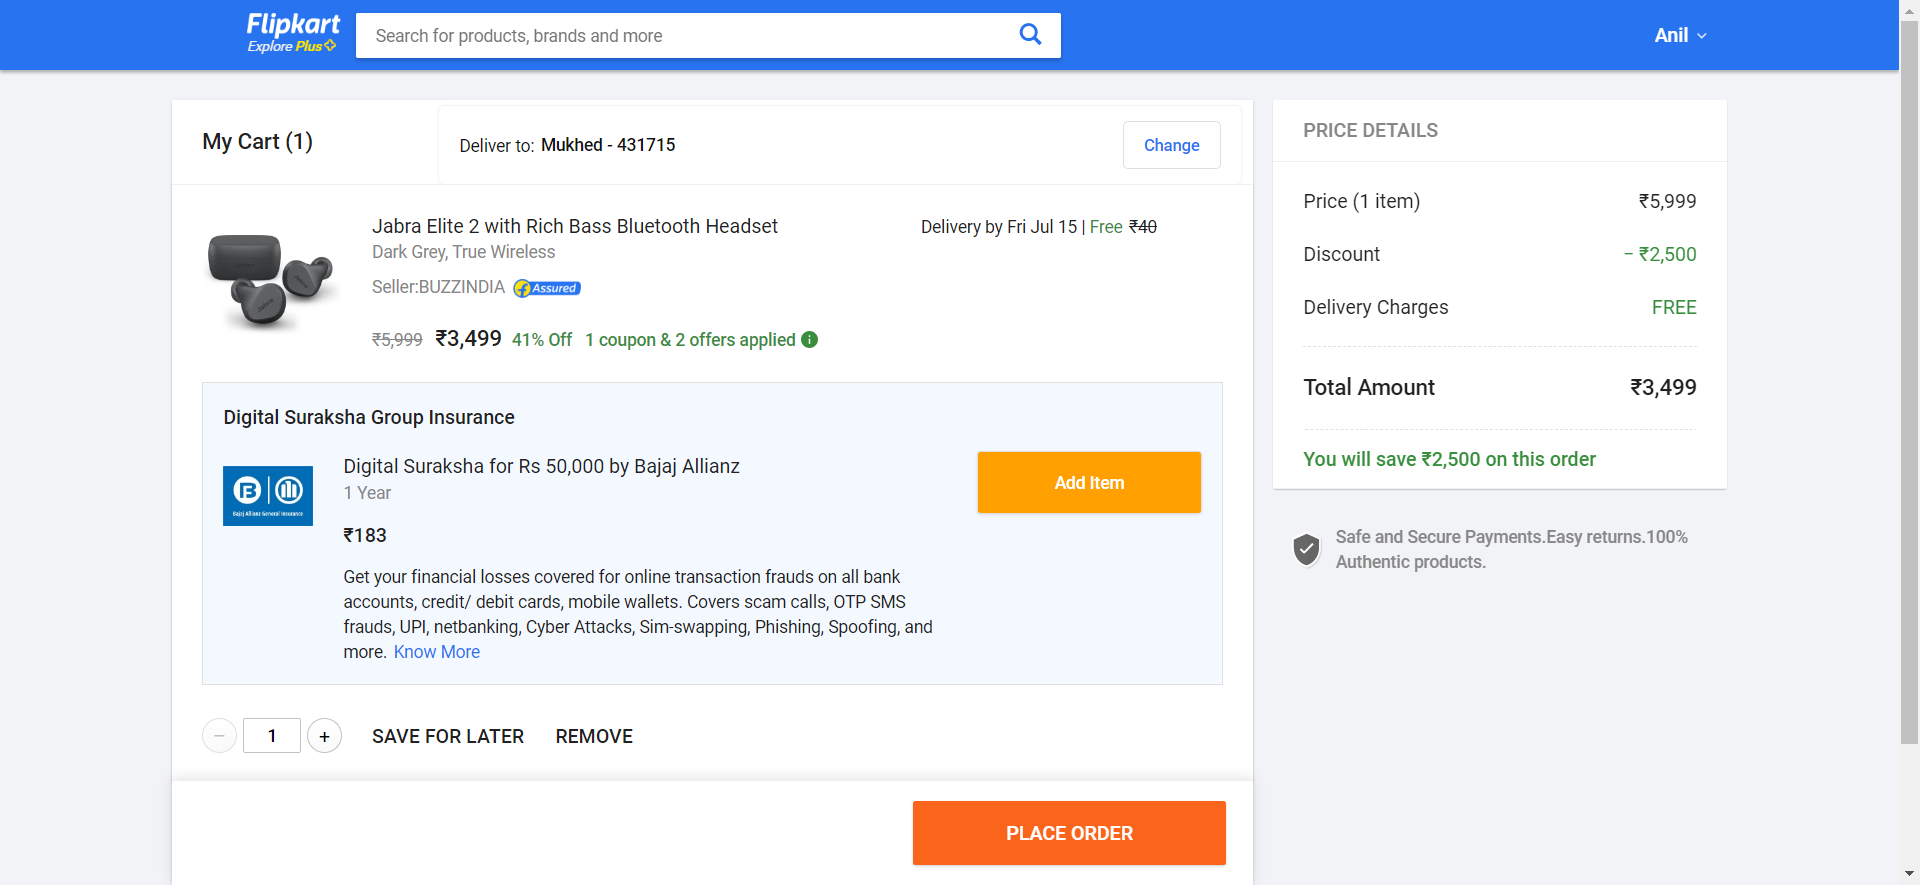 Flipkart
Explore Plus
Search for products, brands and more
Anil
My Cart (1)
Deliver to: Mukhed - 431715
Change
Jabra Elite 2 with Rich Bass Bluetooth Headset
Delivery by Fri Jul 15 | Free ₹40
Dark Grey, True Wireless
Seller:BUZZINDIA Assured
₹5,999 ₹3,499 41% Off 1 coupon & 2 offers applied
Digital Suraksha Group Insurance
Digital Suraksha for Rs 50,000 by Bajaj Allianz
1 Year
Bajaj Allianz General Insurance
Add Item
₹183
Get your financial losses covered for online transaction frauds on all bank
accounts, credit/ debit cards, mobile wallets. Covers scam calls, OTP SMS
frauds, UPI, netbanking, Cyber Attacks, Sim-swapping, Phishing, Spoofing, and
more. Know More
1
SAVE FOR LATER REMOVE
PLACE ORDER
PRICE DETAILS
Price (1 item) ₹5,999
Discount − ₹2,500
Delivery Charges FREE
Total Amount ₹3,499
You will save ₹2,500 on this order
Safe and Secure Payments.Easy returns.100%
Authentic products.